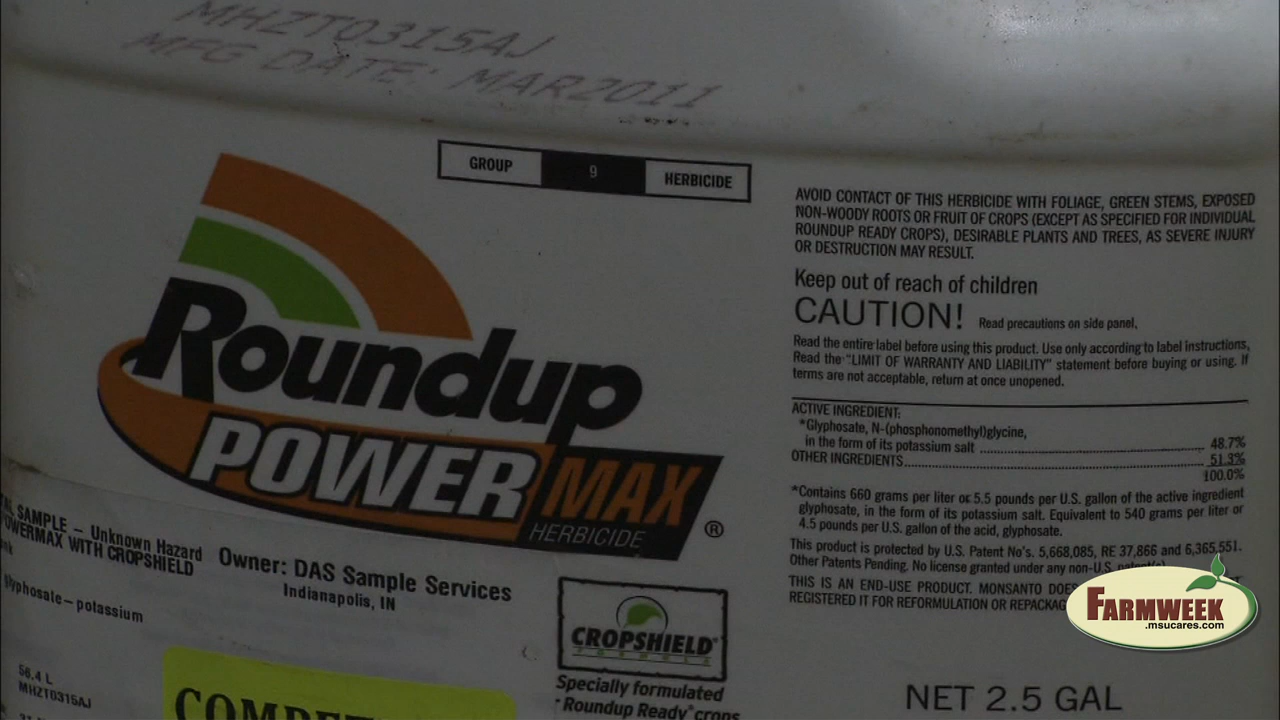 MHZT0315AJ
MFG DATE: MAR2011
GROUP 9 HERBICIDE
Roundup
POWERMAX
HERBICIDE
®
AVOID CONTACT OF THIS HERBICIDE WITH FOLIAGE, GREEN STEMS, EXPOSED
NON-WOODY ROOTS OR FRUIT OF CROPS (EXCEPT AS SPECIFIED FOR INDIVIDUAL
ROUNDUP READY CROPS), DESIRABLE PLANTS AND TREES, AS SEVERE INJURY
OR DESTRUCTION MAY RESULT.
Keep out of reach of children
CAUTION! Read precautions on side panel,
Read the entire label before using this product. Use only according to label instructions,
Read the "LIMIT OF WARRANTY AND LIABILITY" statement before buying or using. If
terms are not acceptable, return at once unopened.
ACTIVE INGREDIENT:
*Glyphosate, N-(phosphonomethyl)glycine,
in the form of its potassium salt 48.7%
OTHER INGREDIENTS 51.3%
100.0%
*Contains 660 grams per liter or 5.5 pounds per U.S. gallon of the active ingredient
glyphosate, in the form of its potassium salt. Equivalent to 540 grams per liter or
4.5 pounds per U.S. gallon of the acid, glyphosate.
This product is protected by U.S. Patent No's. 5,668,085, RE 37,866 and 6,365,551.
Other Patents Pending. No license granted under any non-U.S. patent(s).
THIS IS AN END-USE PRODUCT. MONSANTO DOES
REGISTERED IT FOR REFORMULATION OR REPACKAG
NET 2.5 GAL
SAMPLE – Unknown Hazard
POWERMAX WITH CROPSHIELD
glyphosate – potassium
56.4 L
MHZT0315AJ
Owner: DAS Sample Services
Indianapolis, IN
CROPSHIELD
FORMULA
Specially formulated
Roundup Ready® crops
FARMWEEK
.msucares.com